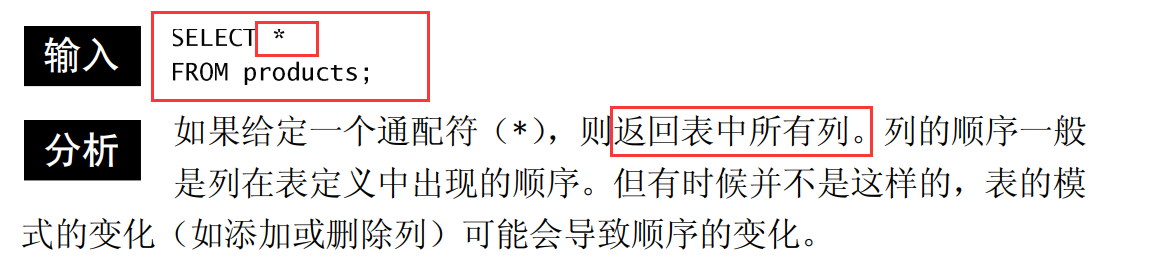 输入 SELECT *
FROM products;
分析 如果给定一个通配符（*），则返回表中所有列。列的顺序一般
是列在表定义中出现的顺序。但有时候并不是这样的，表的模
式的变化（如添加或删除列）可能会导致顺序的变化。